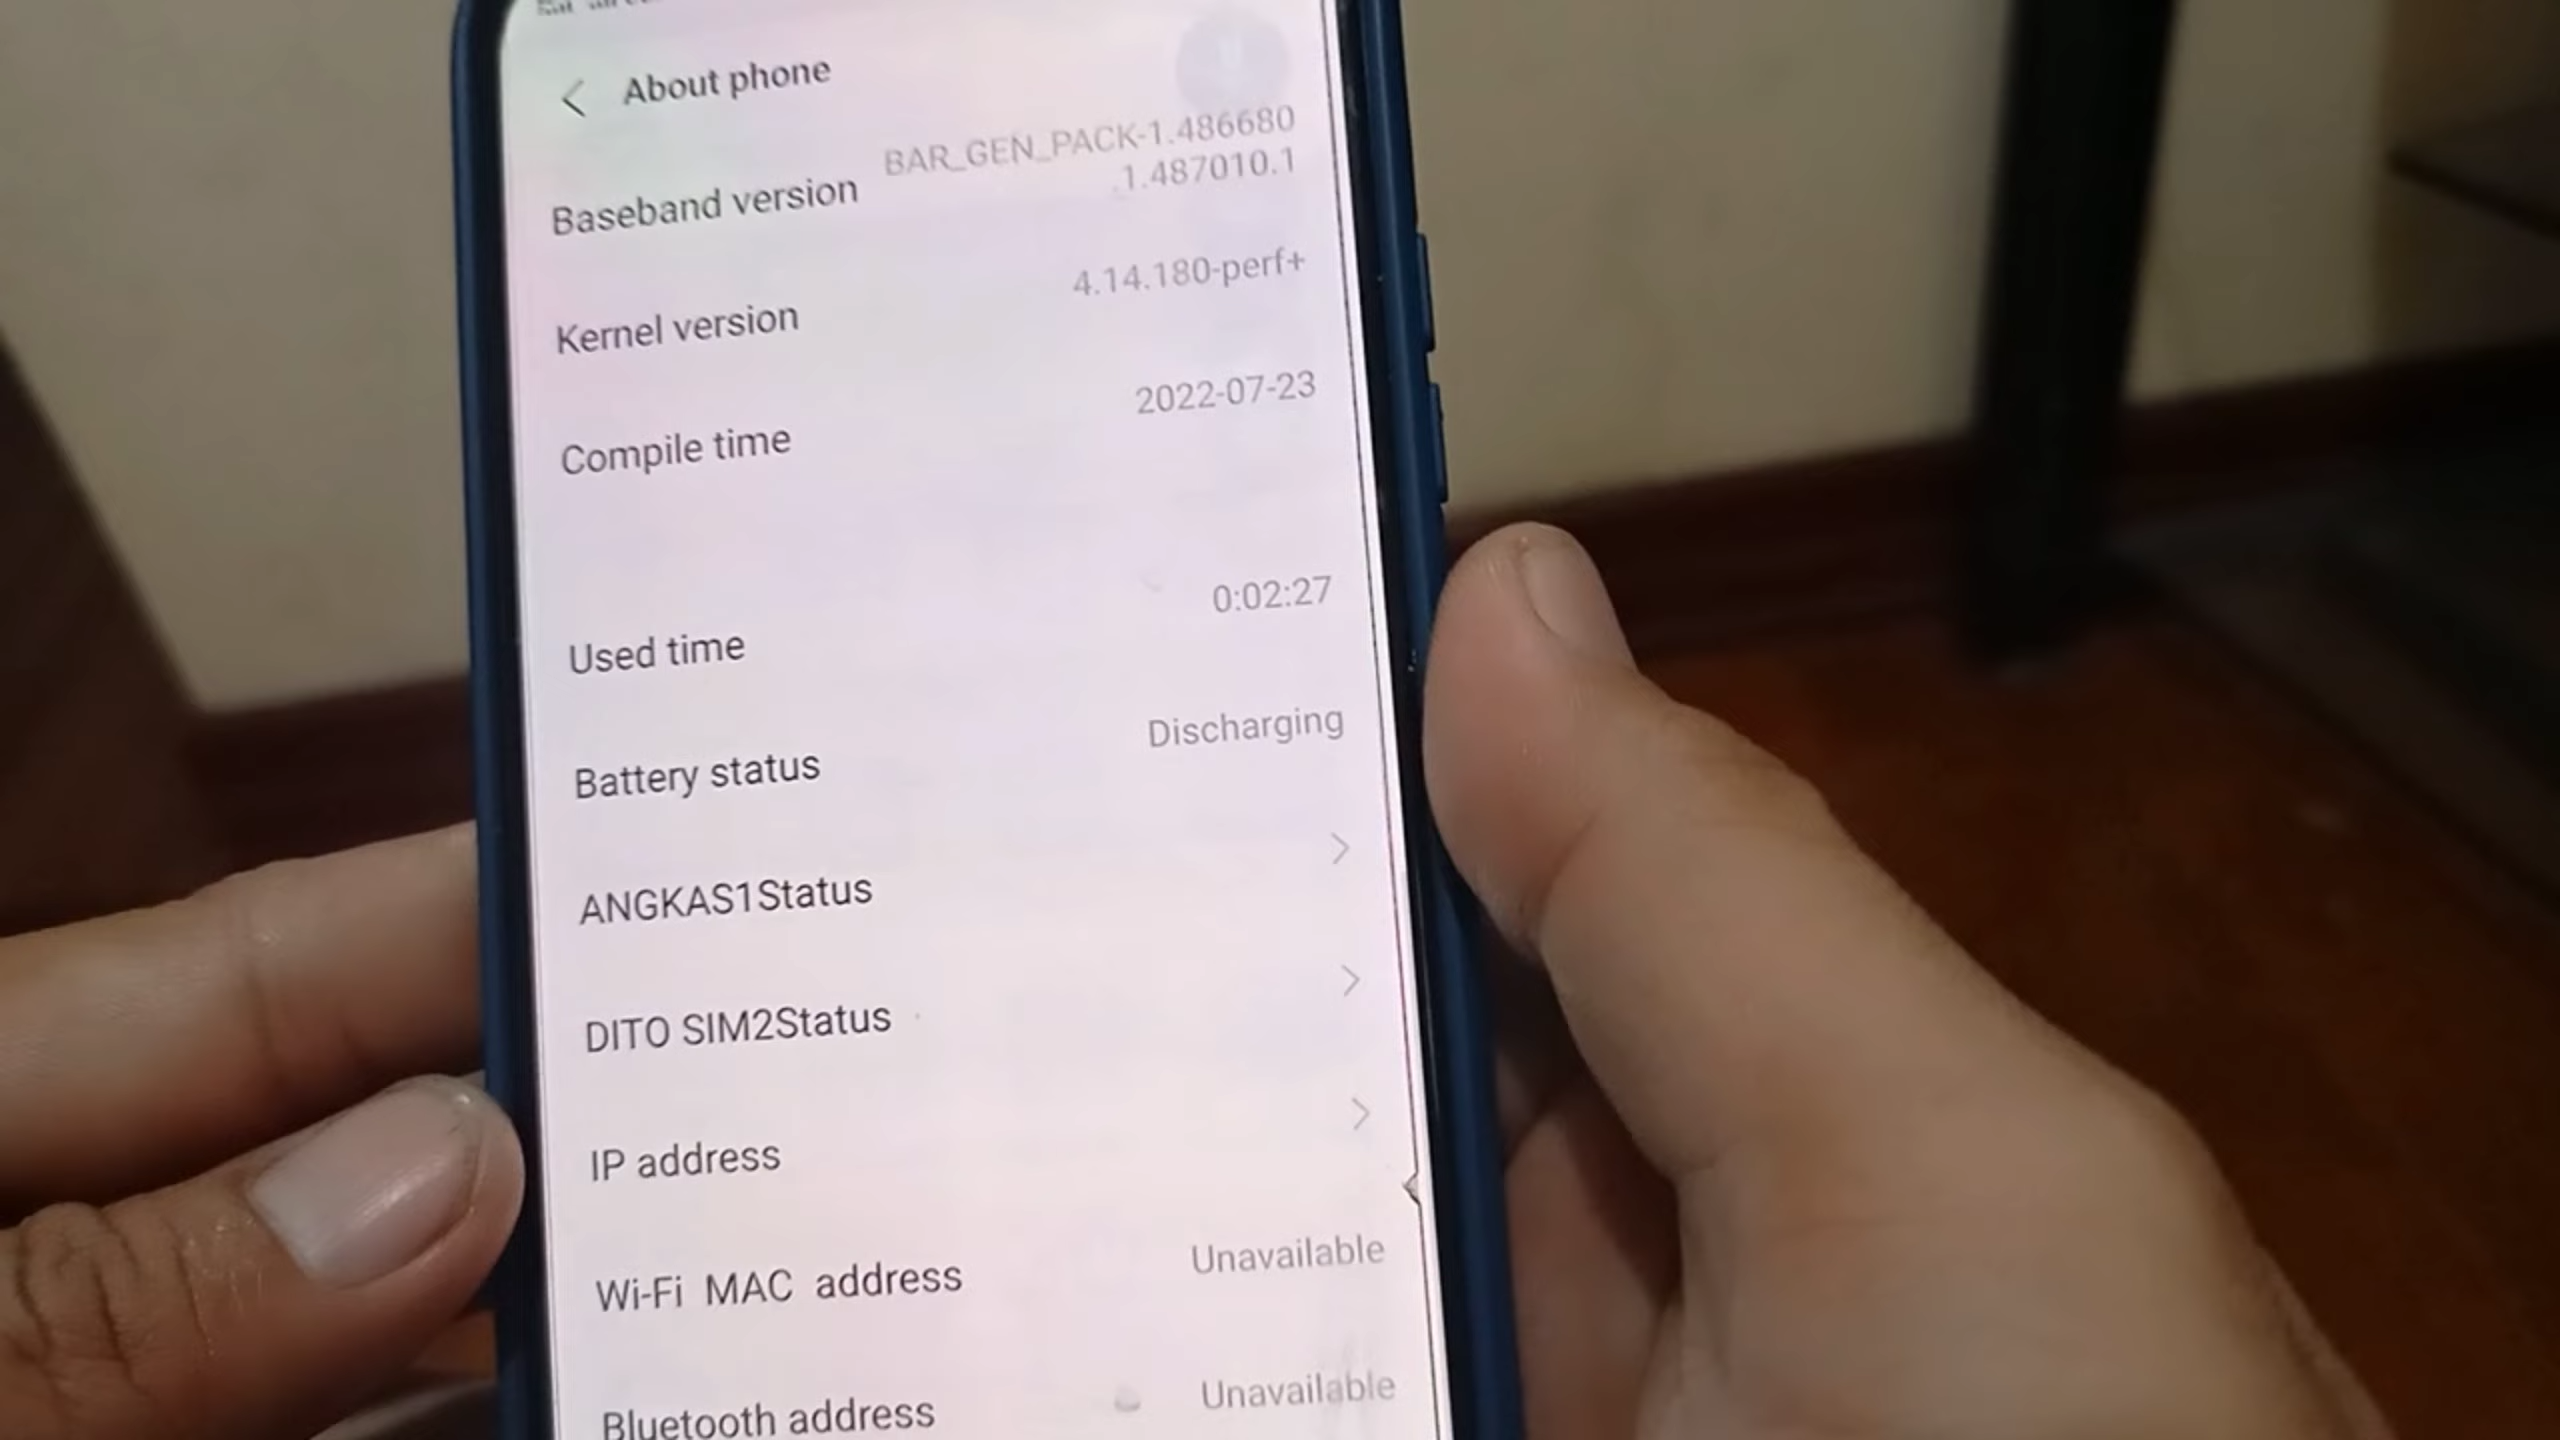 About phone
Baseband version
BAR_GEN_PACK-1.486680
.1.487010.1
Kernel version
4.14.180-perf+
Compile time
2022-07-23
Used time
0:02:27
Battery status
Discharging
ANGKAS1Status
DITO SIM2Status
IP address
Wi-Fi MAC address
Unavailable
Bluetooth address
Unavailable